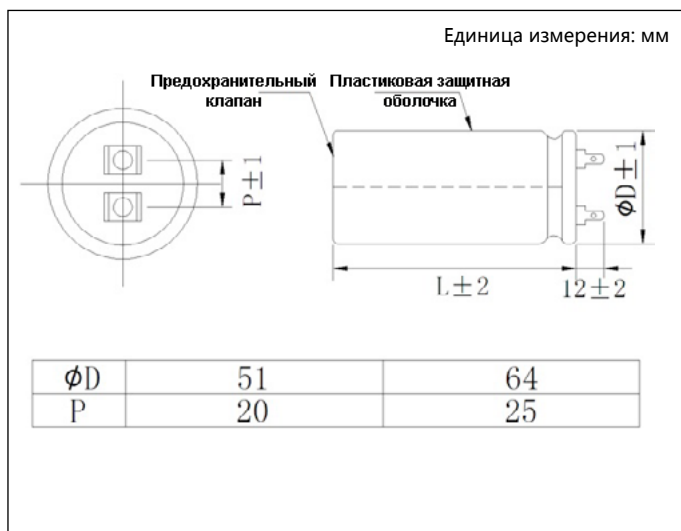 Единица измерения: мм
Предохранительный клапан
Пластиковая защитная оболочка
P±1
ϕD±1
L±2
12±2
ϕD 51 64
P 20 25